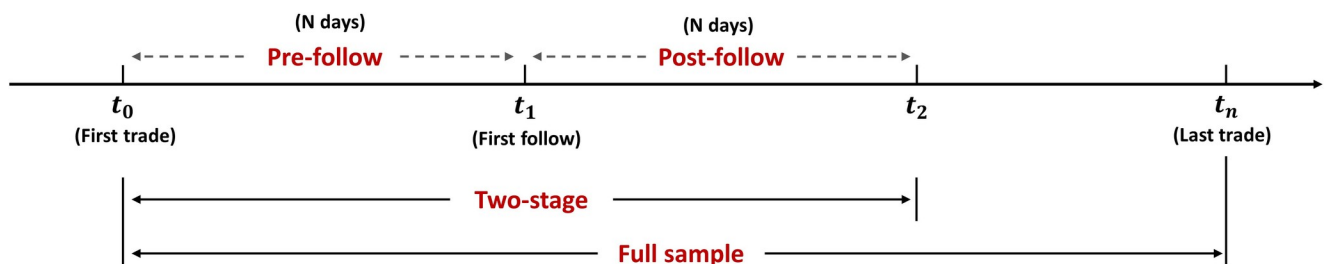 (N days) (N days)
Pre-follow Post-follow
t₀ t₁ t₂ tₙ
(First trade) (First follow) (Last trade)
Two-stage
Full sample